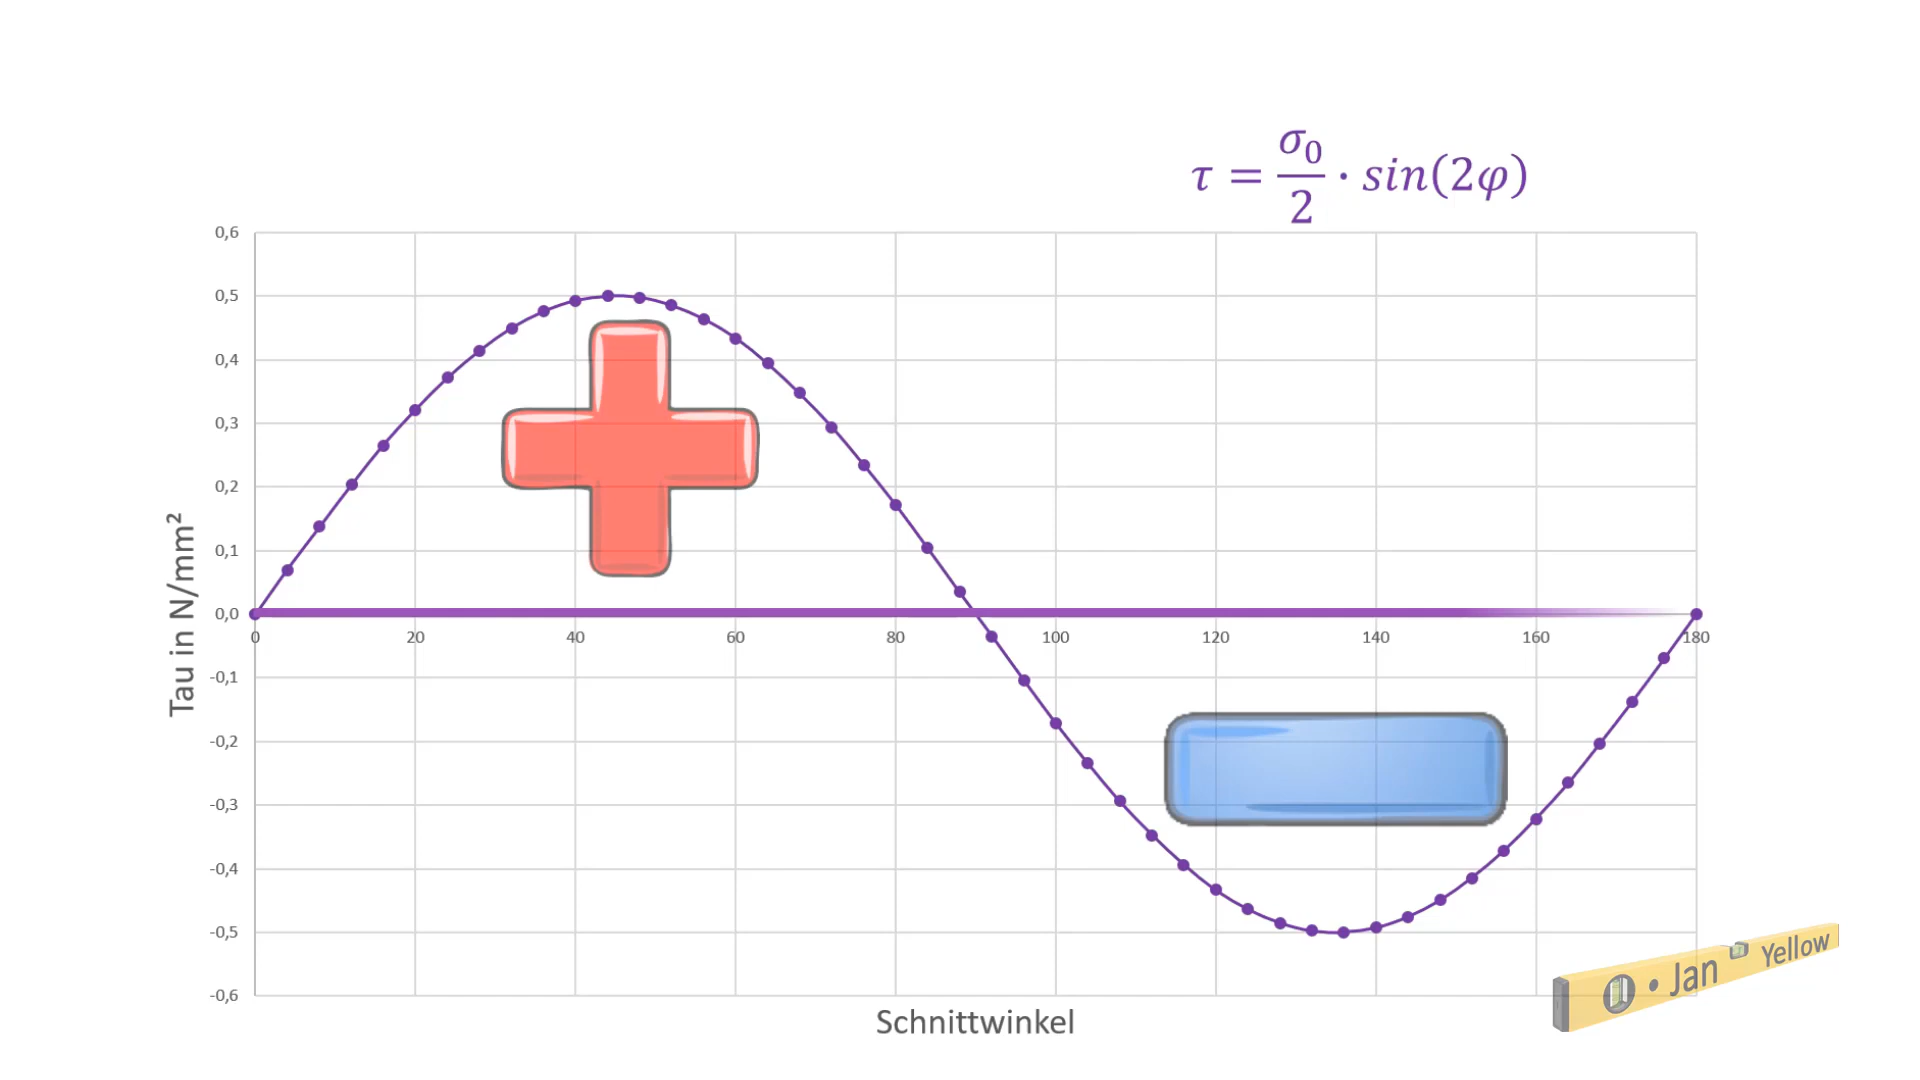 τ = σ₀/2 · sin(2φ)
0,6
0,5
0,4
0,3
0,2
0,1
0,0
-0,1
-0,2
-0,3
-0,4
-0,5
-0,6
Tau in N/mm²
0 20 40 60 80 100 120 140 160 180
Schnittwinkel
Jan Yellow